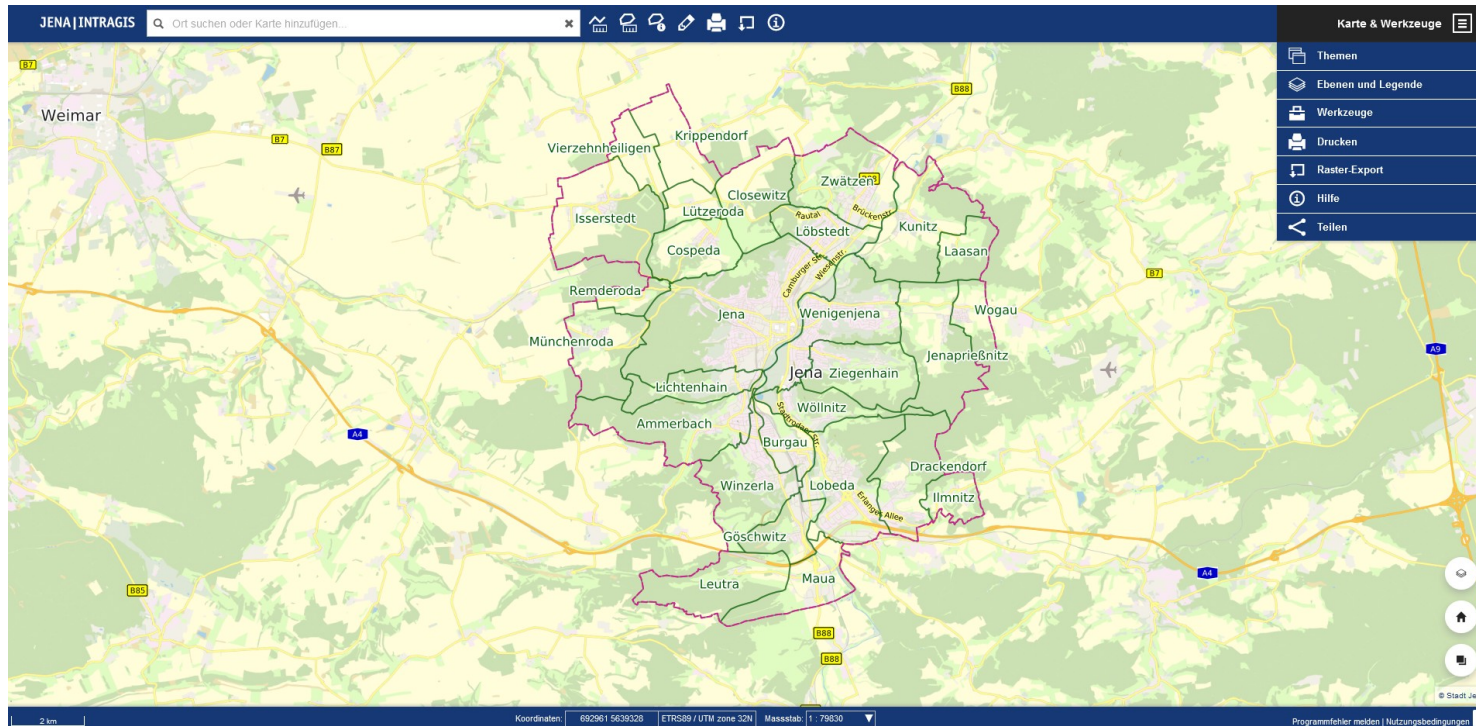 JENA|INTRAGIS
Ort suchen oder Karte hinzufügen...
Karte & Werkzeuge
Themen
Ebenen und Legende
Werkzeuge
Drucken
Raster-Export
Hilfe
Teilen
B7
Weimar
B7
B87
B88
Krippendorf
Vierzehnheiligen
Closewitz
Zwätzen
Isserstedt
Lützeroda
Rautal
Brückenstr.
Löbstedt
Kunitz
Cospeda
Laasan
Camburger Str.
Wiesenstr.
B7
Remderoda
Jena
Wenigenjena
Wogau
Münchenroda
Jenaprießnitz
A9
Jena
Ziegenhain
Lichtenhain
Wöllnitz
Ammerbach
Stadtrodaer Str.
A4
Burgau
Drackendorf
Winzerla
Lobeda
Ilmnitz
Erlanger Allee
Göschwitz
A4
Leutra
Maua
B85
B88
B88
© Stadt Je
2 km
Koordinaten:
692961 5639328
ETRS89 / UTM zone 32N
Massstab:
1 : 79830
Programmfehler melden | Nutzungsbedingungen